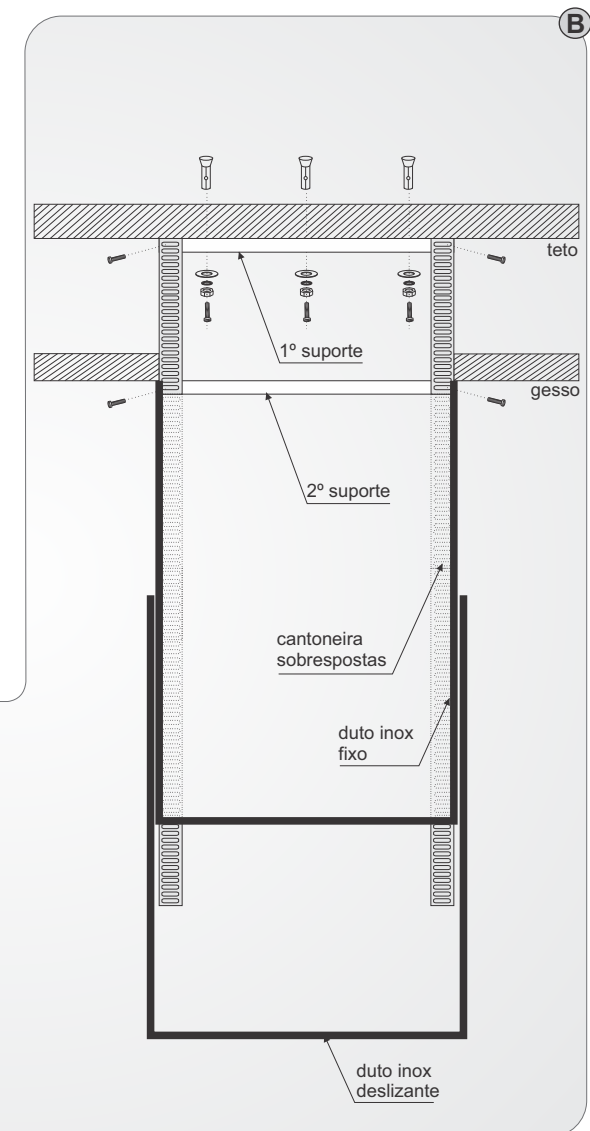 B
teto
1º suporte
gesso
2º suporte
cantoneira
sobrespostas
duto inox
fixo
duto inox
deslizante